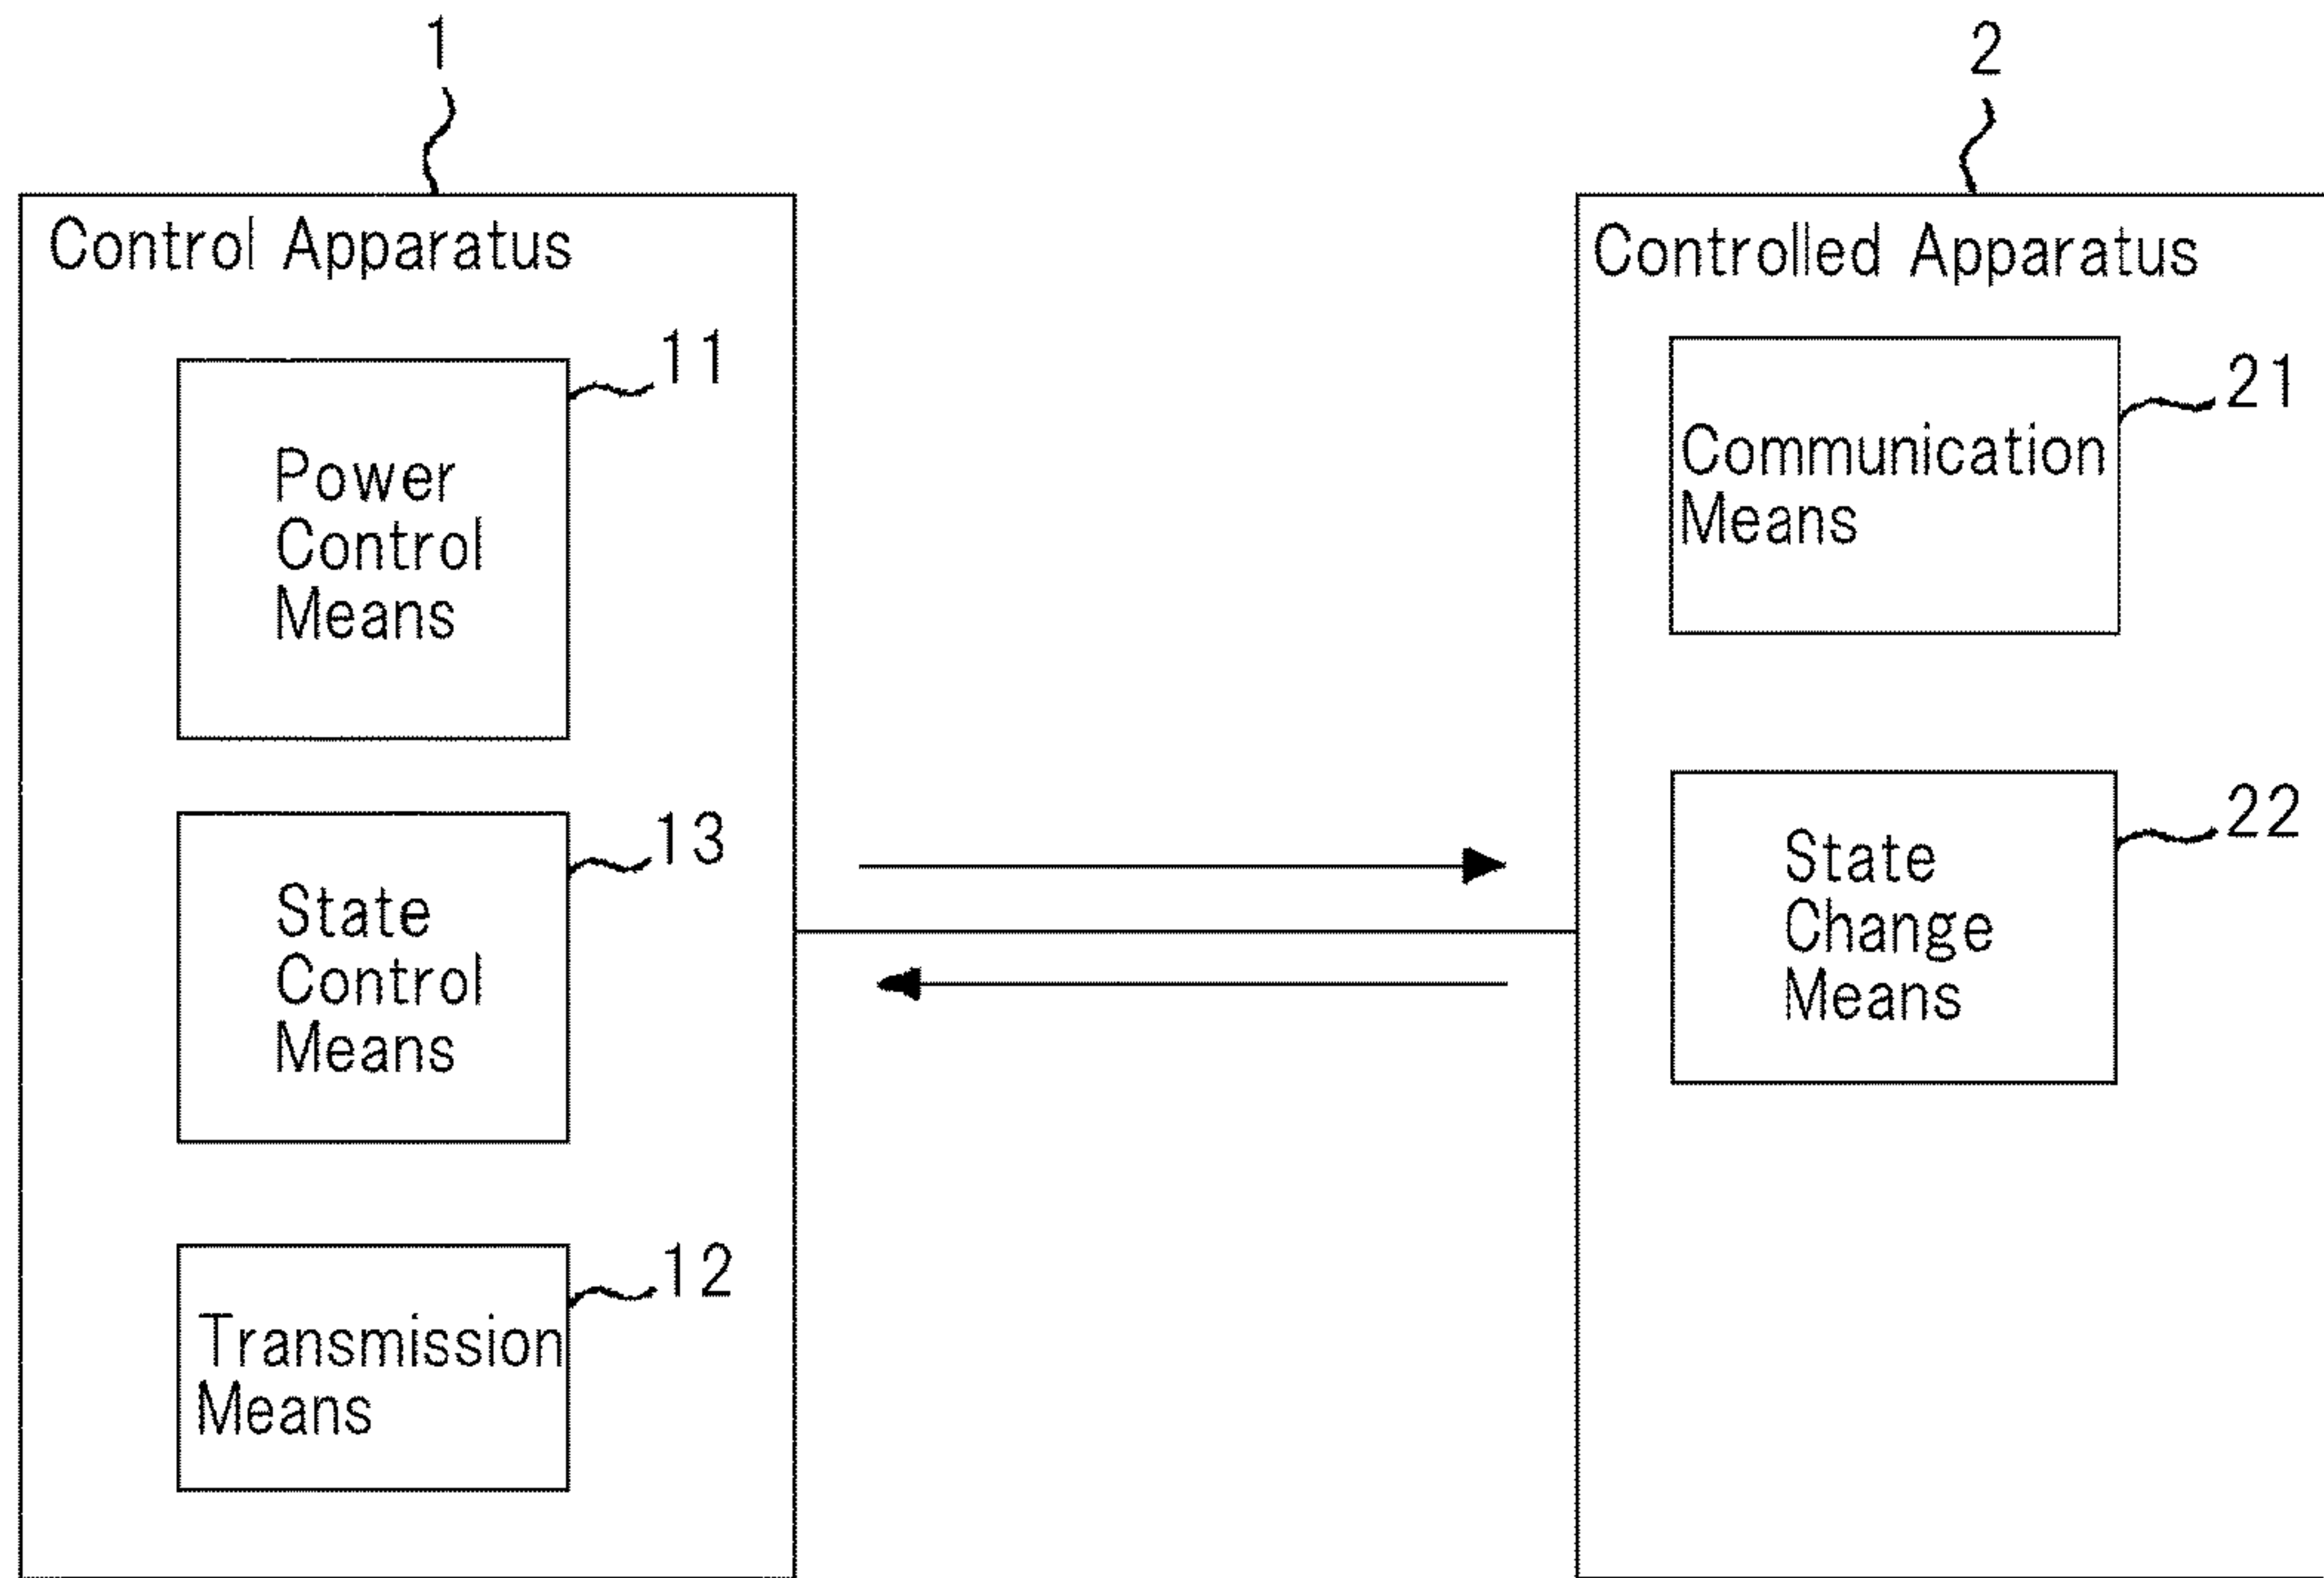 1
Control Apparatus
11
Power
Control
Means
13
State
Control
Means
12
Transmission
Means
2
Controlled Apparatus
21
Communication
Means
22
State
Change
Means